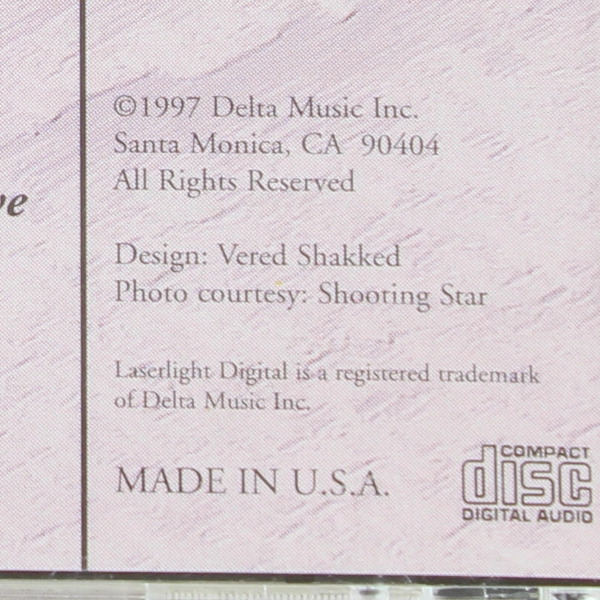 ve
©1997 Delta Music Inc.
Santa Monica, CA 90404
All Rights Reserved
Design: Vered Shakked
Photo courtesy: Shooting Star
Laserlight Digital is a registered trademark
of Delta Music Inc.
MADE IN U.S.A.
COMPACT
disc
DIGITAL AUDIO